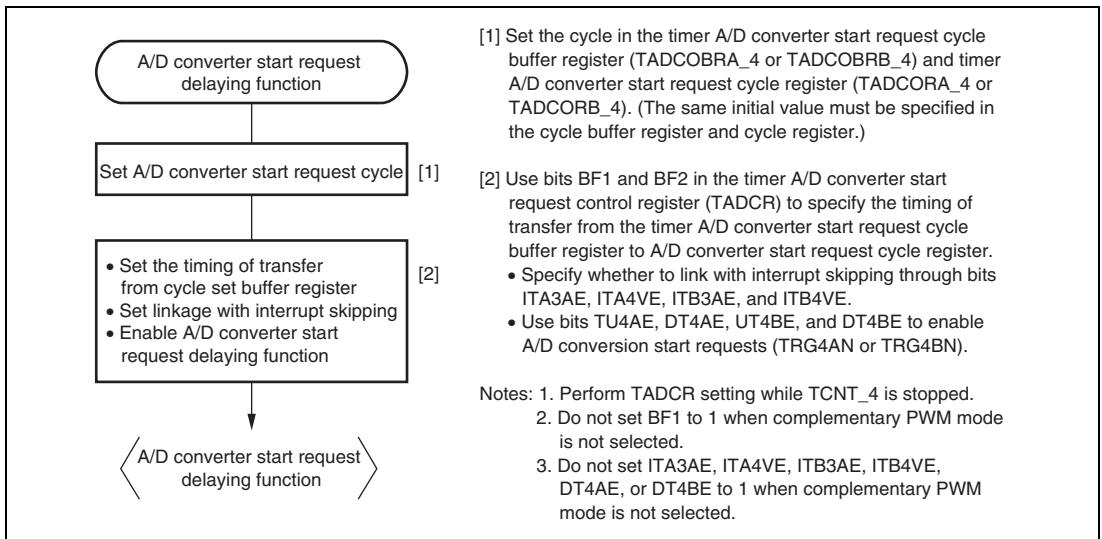 A/D converter start request
delaying function
Set A/D converter start request cycle
[1]
• Set the timing of transfer
from cycle set buffer register
• Set linkage with interrupt skipping
• Enable A/D converter start
request delaying function
[2]
A/D converter start request
delaying function
[1] Set the cycle in the timer A/D converter start request cycle
buffer register (TADCOBRA_4 or TADCOBRB_4) and timer
A/D converter start request cycle register (TADCORA_4 or
TADCORB_4). (The same initial value must be specified in
the cycle buffer register and cycle register.)
[2] Use bits BF1 and BF2 in the timer A/D converter start
request control register (TADCR) to specify the timing of
transfer from the timer A/D converter start request cycle
buffer register to A/D converter start request cycle register.
• Specify whether to link with interrupt skipping through bits
ITA3AE, ITA4VE, ITB3AE, and ITB4VE.
• Use bits TU4AE, DT4AE, UT4BE, and DT4BE to enable
A/D conversion start requests (TRG4AN or TRG4BN).
Notes: 1. Perform TADCR setting while TCNT_4 is stopped.
2. Do not set BF1 to 1 when complementary PWM mode
is not selected.
3. Do not set ITA3AE, ITA4VE, ITB3AE, ITB4VE,
DT4AE, or DT4BE to 1 when complementary PWM
mode is not selected.